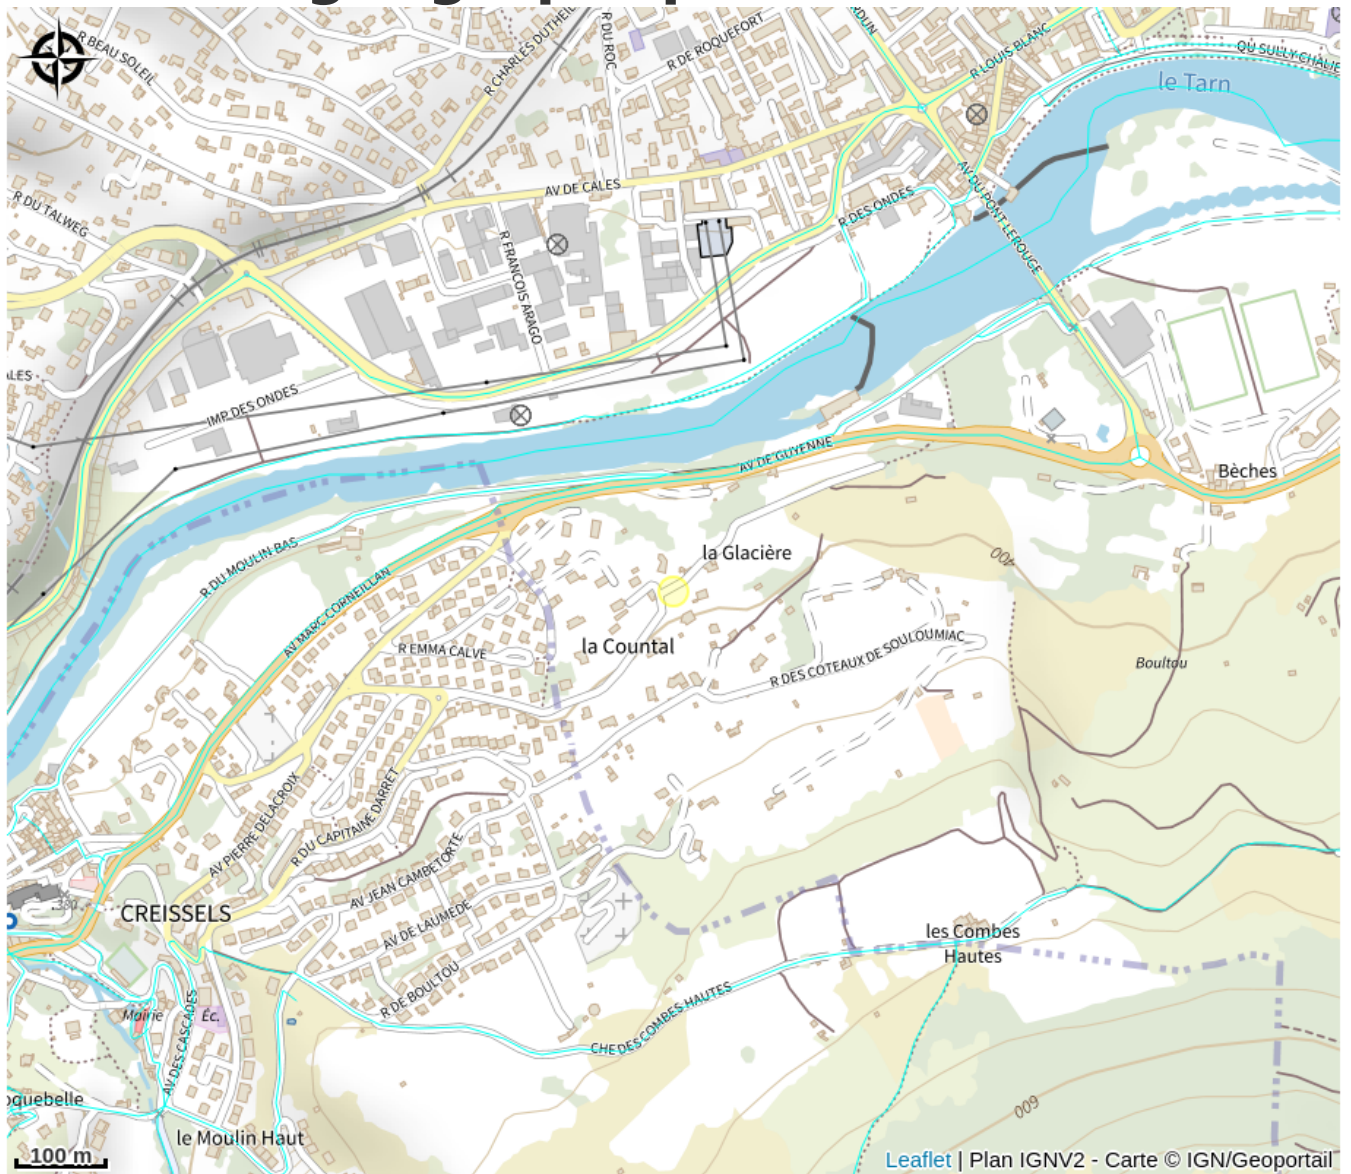 R BEAU SOLEIL
R CHARLES DUTHEIL
R DU ROC
R DE ROQUEFORT
R LOUIS BLANC
QU SULLY-CHALIE
le Tarn
AV DE CALES
R DU TALWEG
R DES ONDES
AV DU PONT LEROUGE
R FRANCOIS ARAGO
IMP DES ONDES
AV DE GUYENNE
Bèches
R DU MOULIN BAS
la Glacière
400
AV MARC CORNEILLAN
la Countal
R EMMA CALVE
R DES COTEAUX DE SOULOUMIAC
Boultou
AV PIERRE DELACROIX
R DU CAPITAINE DARRET
AV JEAN CAMBETORTE
CREISSELS
AV DE LAUMEDE
les Combes
Hautes
R DE BOULTOU
CHE DES COMBES HAUTES
Mairie
Éc.
AV DES CASCADES
oquebelle
600
le Moulin Haut
100 m
Leaflet | Plan IGNV2 - Carte © IGN/Geoportail